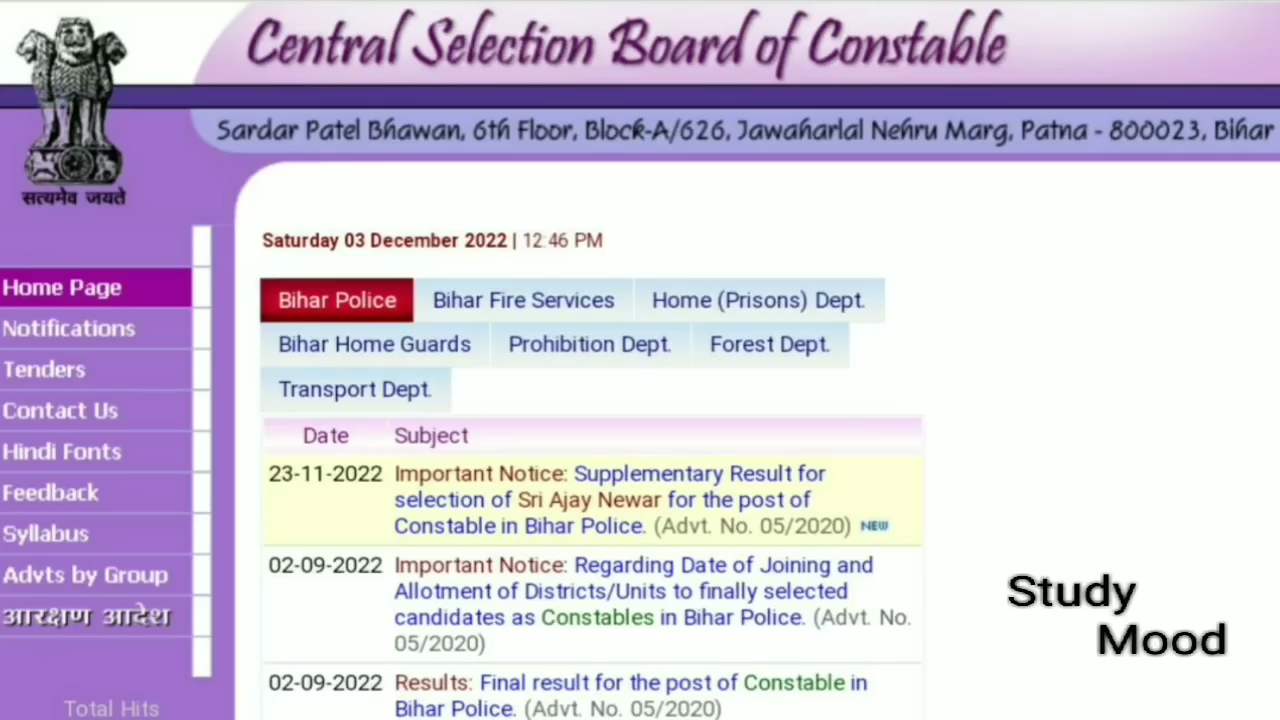 Central Selection Board of Constable
Sardar Patel Bhawan, 6th Floor, Block-A/626, Jawaharlal Nehru Marg, Patna - 800023, Bihar
सत्यमेव जयते
Saturday 03 December 2022 | 12:46 PM
Home Page
Notifications
Tenders
Contact Us
Hindi Fonts
Feedback
Syllabus
Advts by Group
आरक्षण आदेश
Total Hits
Bihar Police Bihar Fire Services Home (Prisons) Dept.
Bihar Home Guards Prohibition Dept. Forest Dept.
Transport Dept.
Date Subject
23-11-2022 Important Notice: Supplementary Result for
selection of Sri Ajay Newar for the post of
Constable in Bihar Police. (Advt. No. 05/2020) NEW
02-09-2022 Important Notice: Regarding Date of Joining and
Allotment of Districts/Units to finally selected
candidates as Constables in Bihar Police. (Advt. No.
05/2020)
02-09-2022 Results: Final result for the post of Constable in
Bihar Police. (Advt. No. 05/2020)
Study
Mood